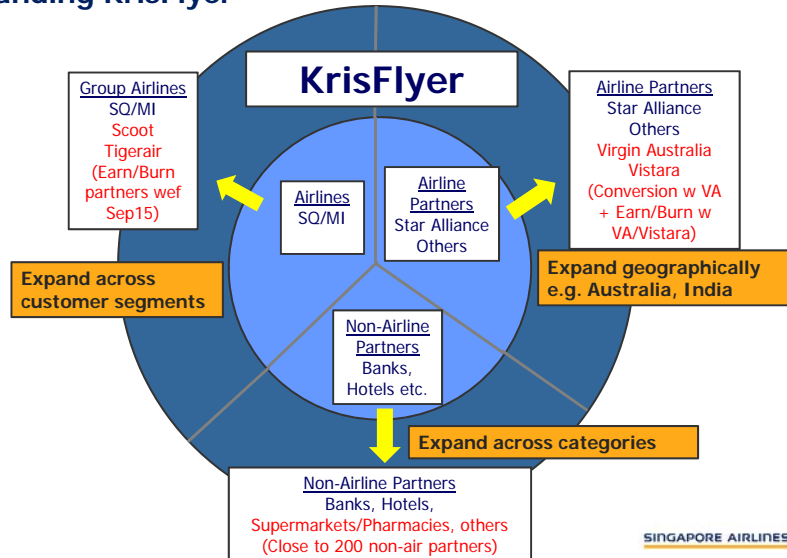 KrisFlyer
Group Airlines
SQ/MI
Scoot
Tigerair
(Earn/Burn
partners wef
Sep15)
Airline Partners
Star Alliance
Others
Virgin Australia
Vistara
(Conversion w VA
+ Earn/Burn w
VA/Vistara)
Airlines
SQ/MI
Airline
Partners
Star Alliance
Others
Expand across
customer segments
Expand geographically
e.g. Australia, India
Non-Airline
Partners
Banks,
Hotels etc.
Expand across categories
Non-Airline Partners
Banks, Hotels,
Supermarkets/Pharmacies, others
(Close to 200 non-air partners)
SINGAPORE AIRLINES